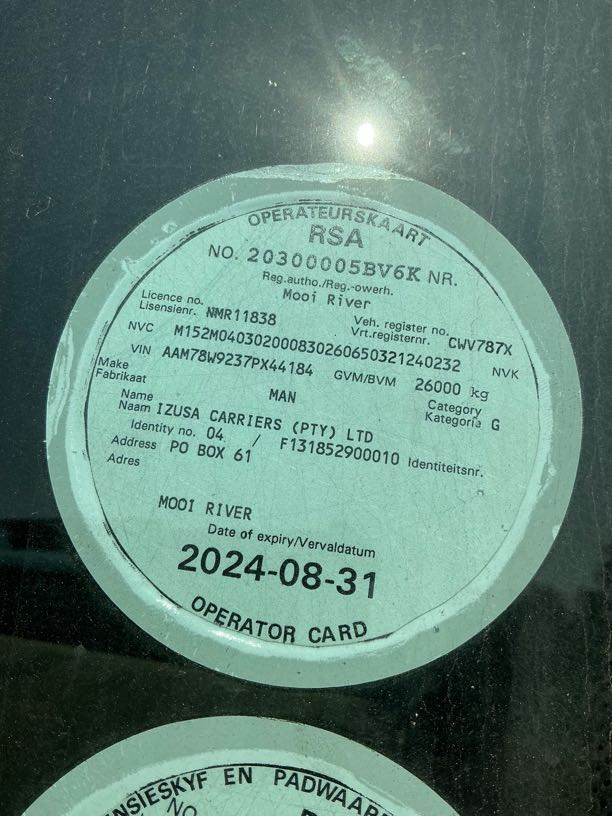 OPERATEURSKAART
RSA
NO. 20300005BV6K NR.
Reg.autho./Reg.-owerh.
Mooi River
Licence no. Veh. register no.
Lisensienr. NMR11838 Vrt.registernr. CWV787X
NVC M152M0403020008302606503212402​32 NVK
VIN AAM78W9237PX44184 GVM/BVM 26000 kg
Make Category
Fabrikaat MAN Kategorie G
Name
Naam IZUSA CARRIERS (PTY) LTD
Identity no. 04 / F131852900010 Identiteitsnr.
Address PO BOX 61
Adres
MOOI RIVER
Date of expiry/Vervaldatum
2024-08-31
OPERATOR CARD
EN PADWAAR
NO